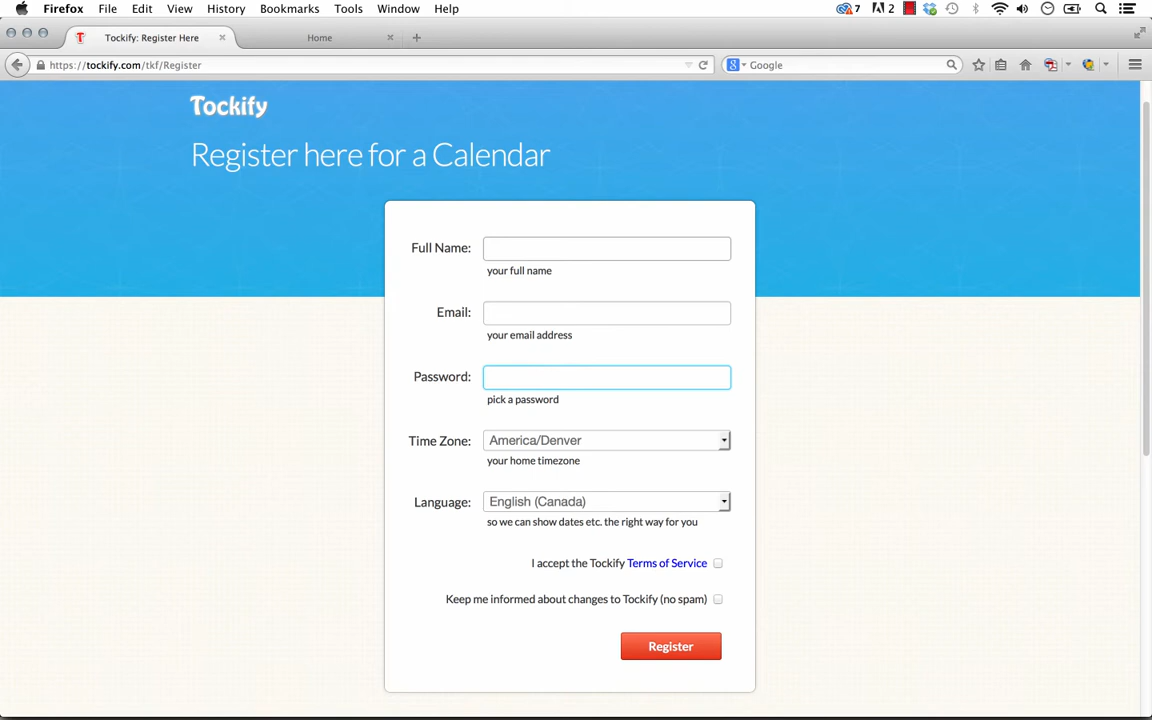 Firefox File Edit View History Bookmarks Tools Window Help 7 2
Tockify: Register Here Home
https://tockify.com/tkf/Register Google
Tockify
Register here for a Calendar
Full Name:
your full name
Email:
your email address
Password:
pick a password
Time Zone: America/Denver
your home timezone
Language: English (Canada)
so we can show dates etc. the right way for you
I accept the Tockify Terms of Service
Keep me informed about changes to Tockify (no spam)
Register